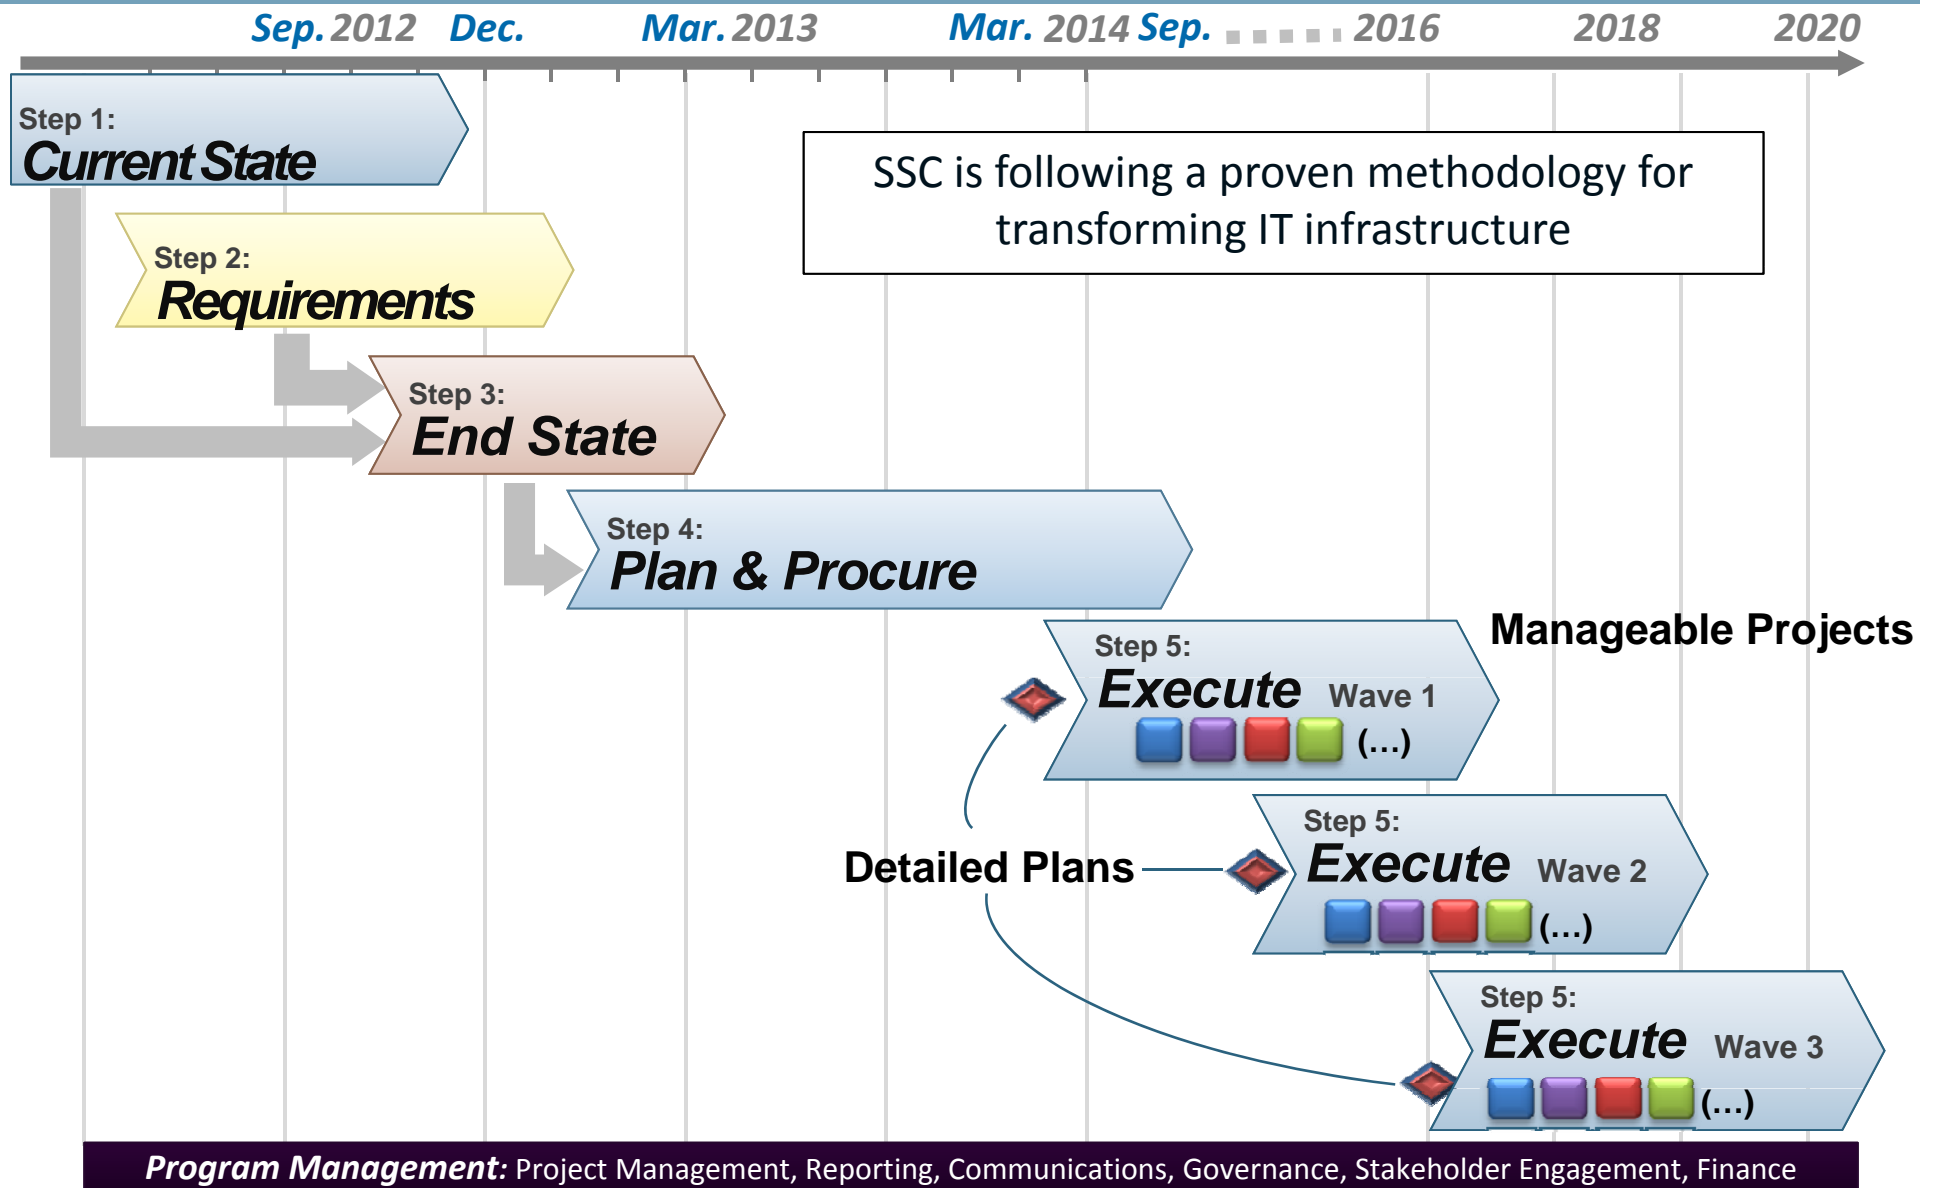 Sep. 2012 Dec. Mar. 2013 Mar. 2014 Sep. 2016 2018 2020
Step 1:
Current State
SSC is following a proven methodology for
transforming IT infrastructure
Step 2:
Requirements
Step 3:
End State
Step 4:
Plan & Procure
Manageable Projects
Step 5:
Execute Wave 1
(...)
Step 5:
Execute Wave 2
Detailed Plans
(...)
Step 5:
Execute Wave 3
(...)
Program Management: Project Management, Reporting, Communications, Governance, Stakeholder Engagement, Finance